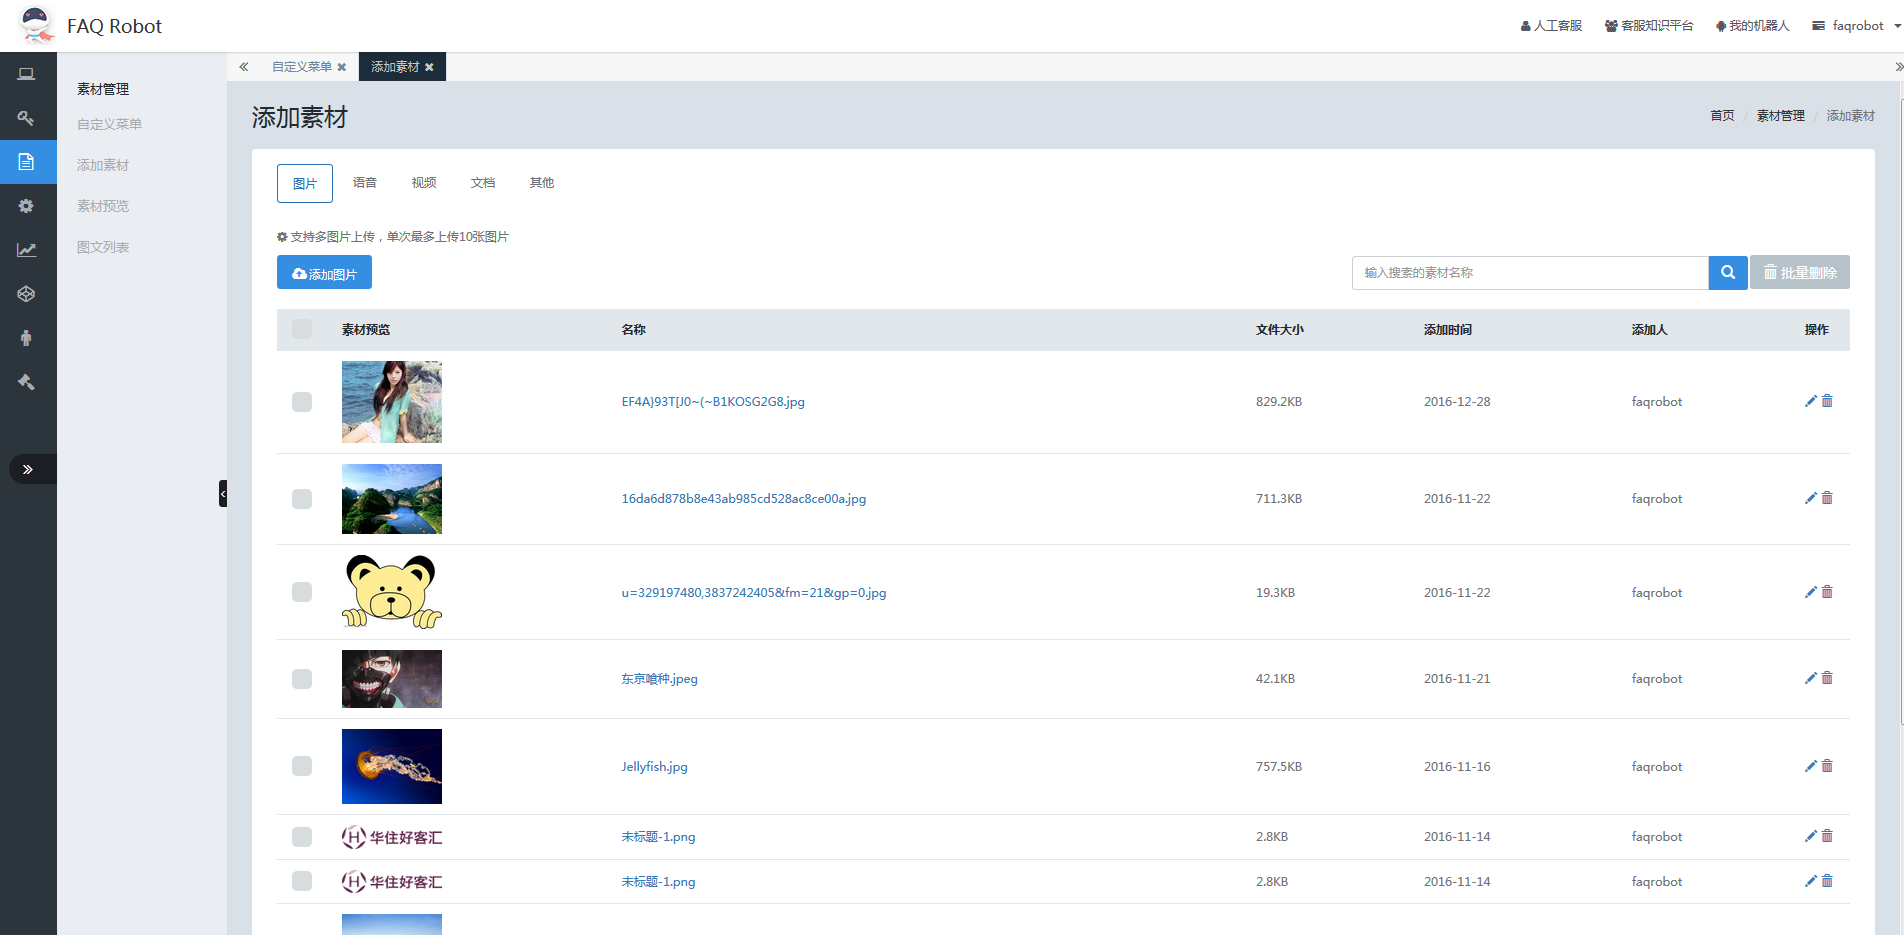 FAQ Robot
人工客服
客服知识平台
我的机器人
faqrobot
自定义菜单
添加素材
素材管理
自定义菜单
添加素材
素材预览
图文列表
添加素材
首页 / 素材管理 / 添加素材
图片
语音
视频
文档
其他
支持多图片上传，单次最多上传10张图片
添加图片
输入搜索的素材名称
批量删除
素材预览 名称 文件大小 添加时间 添加人 操作
EF4A}93T[J0~(~B1KOSG2G8.jpg 829.2KB 2016-12-28 faqrobot
16da6d878b8e43ab985cd528ac8ce00a.jpg 711.3KB 2016-11-22 faqrobot
u=329197480,3837242405&fm=21&gp=0.jpg 19.3KB 2016-11-22 faqrobot
东京喰种.jpeg 42.1KB 2016-11-21 faqrobot
Jellyfish.jpg 757.5KB 2016-11-16 faqrobot
华住好客汇 未标题-1.png 2.8KB 2016-11-14 faqrobot
华住好客汇 未标题-1.png 2.8KB 2016-11-14 faqrobot